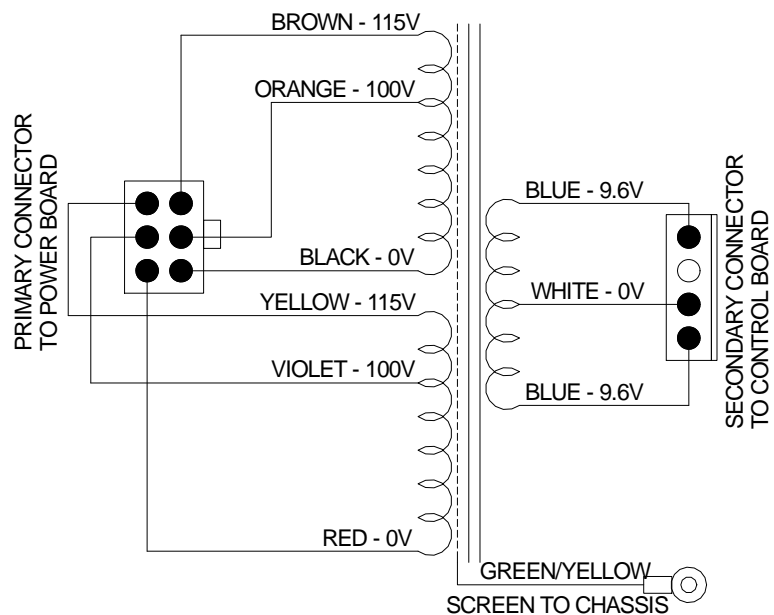 BROWN - 115V
ORANGE - 100V
PRIMARY CONNECTOR
TO POWER BOARD
BLACK - 0V
YELLOW - 115V
VIOLET - 100V
RED - 0V
BLUE - 9.6V
WHITE - 0V
BLUE - 9.6V
SECONDARY CONNECTOR
TO CONTROL BOARD
GREEN/YELLOW
SCREEN TO CHASSIS